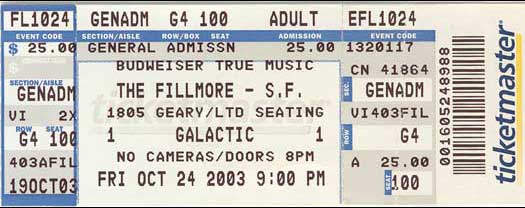 FL1024 GENADM G4 100 ADULT EFL1024
EVENT CODE SECTION/AISLE ROW/BOX SEAT ADMISSION EVENT CODE
$ 25.00 GENERAL ADMISSN 25.00 1320117
BUDWEISER TRUE MUSIC CN 41864
SECTION/AISLE
GENADM THE FILLMORE - S.F. GENADM
VI 2X 1805 GEARY/LTD SEATING VI403FIL
ROW SEAT
G4 100 1 GALACTIC 1 G4
403AFIL NO CAMERAS/DOORS 8PM A 25.00
19OCT03 FRI OCT 24 2003 9:00 PM SEAT 100
ticketmaster
001605248988
ticketmaster